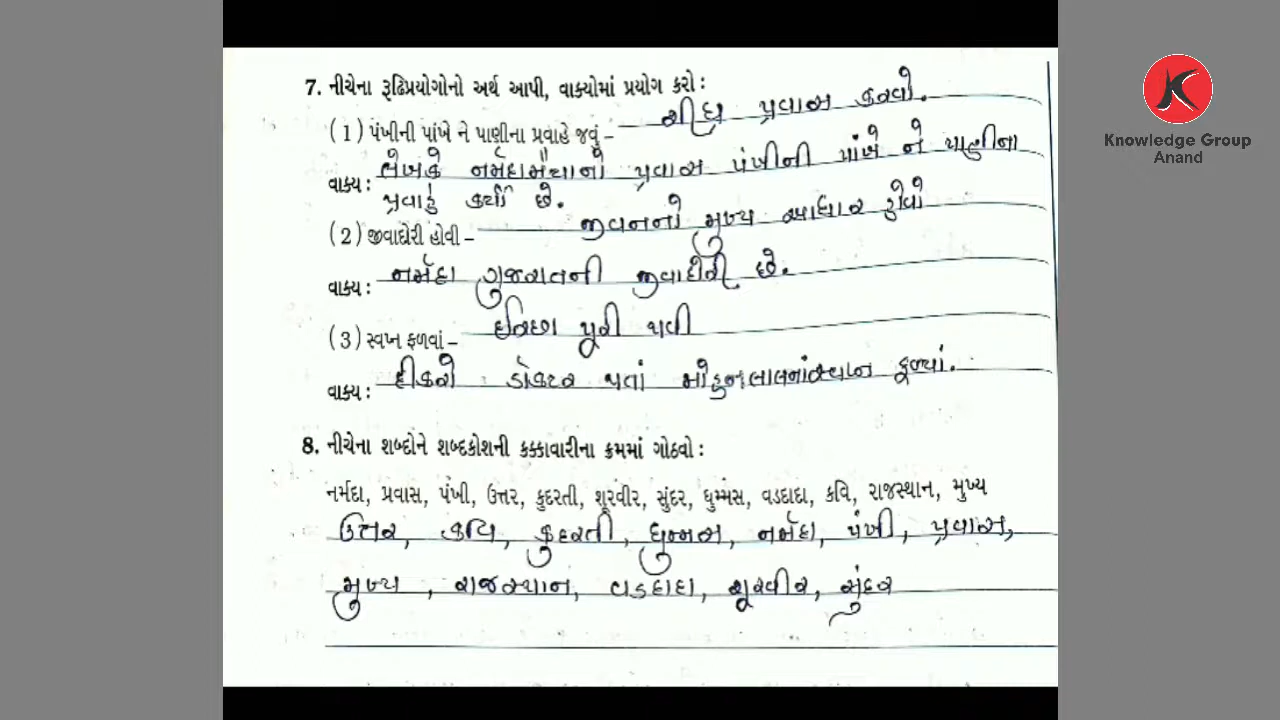 7. નીચેના રૂઢિપ્રયોગોનો અર્થ આપી, વાક્યોમાં પ્રયોગ કરો :
(1) પંખીની પાંખે ને પાણીના પ્રવાહે જવું - શીઘ્ર પ્રવાસ કરવો.
વાક્ય : લેખકે નર્મદામૈયાનો પ્રવાસ પંખીની પાંખે ને પાણીના
પ્રવાહે કર્યો છે.
(2) જીવાદોરી હોવી - જીવનનો મુખ્ય આધાર હોવો
વાક્ય : નર્મદા ગુજરાતની જીવાદોરી છે.
(3) સ્વપ્ન ફળવાં - ઇચ્છા પૂરી થવી
વાક્ય : દીકરો ડોકટર થતાં મોહનલાલનાં સ્વપ્ન ફળ્યાં.
8. નીચેના શબ્દોને શબ્દકોશની કક્કાવારીના ક્રમમાં ગોઠવો :
નર્મદા, પ્રવાસ, પંખી, ઉત્તર, કુદરતી, શૂરવીર, સુંદર, ધુમ્મસ, વડદાદા, કવિ, રાજસ્થાન, મુખ્ય
ઉત્તર, કવિ, કુદરતી, ધુમ્મસ, નર્મદા, પંખી, પ્રવાસ,
મુખ્ય, રાજસ્થાન, વડદાદા, શૂરવીર, સુંદર
Knowledge Group
Anand